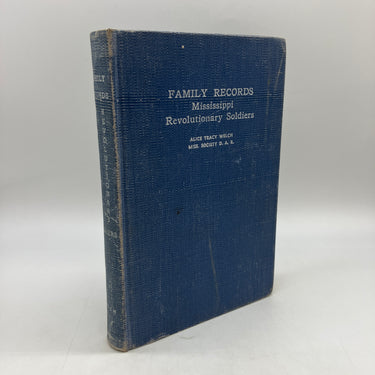 FAMILY RECORDS
Mississippi
Revolutionary Soldiers
ALICE TRACY WELCH
MISS. SOCIETY D. A. R.